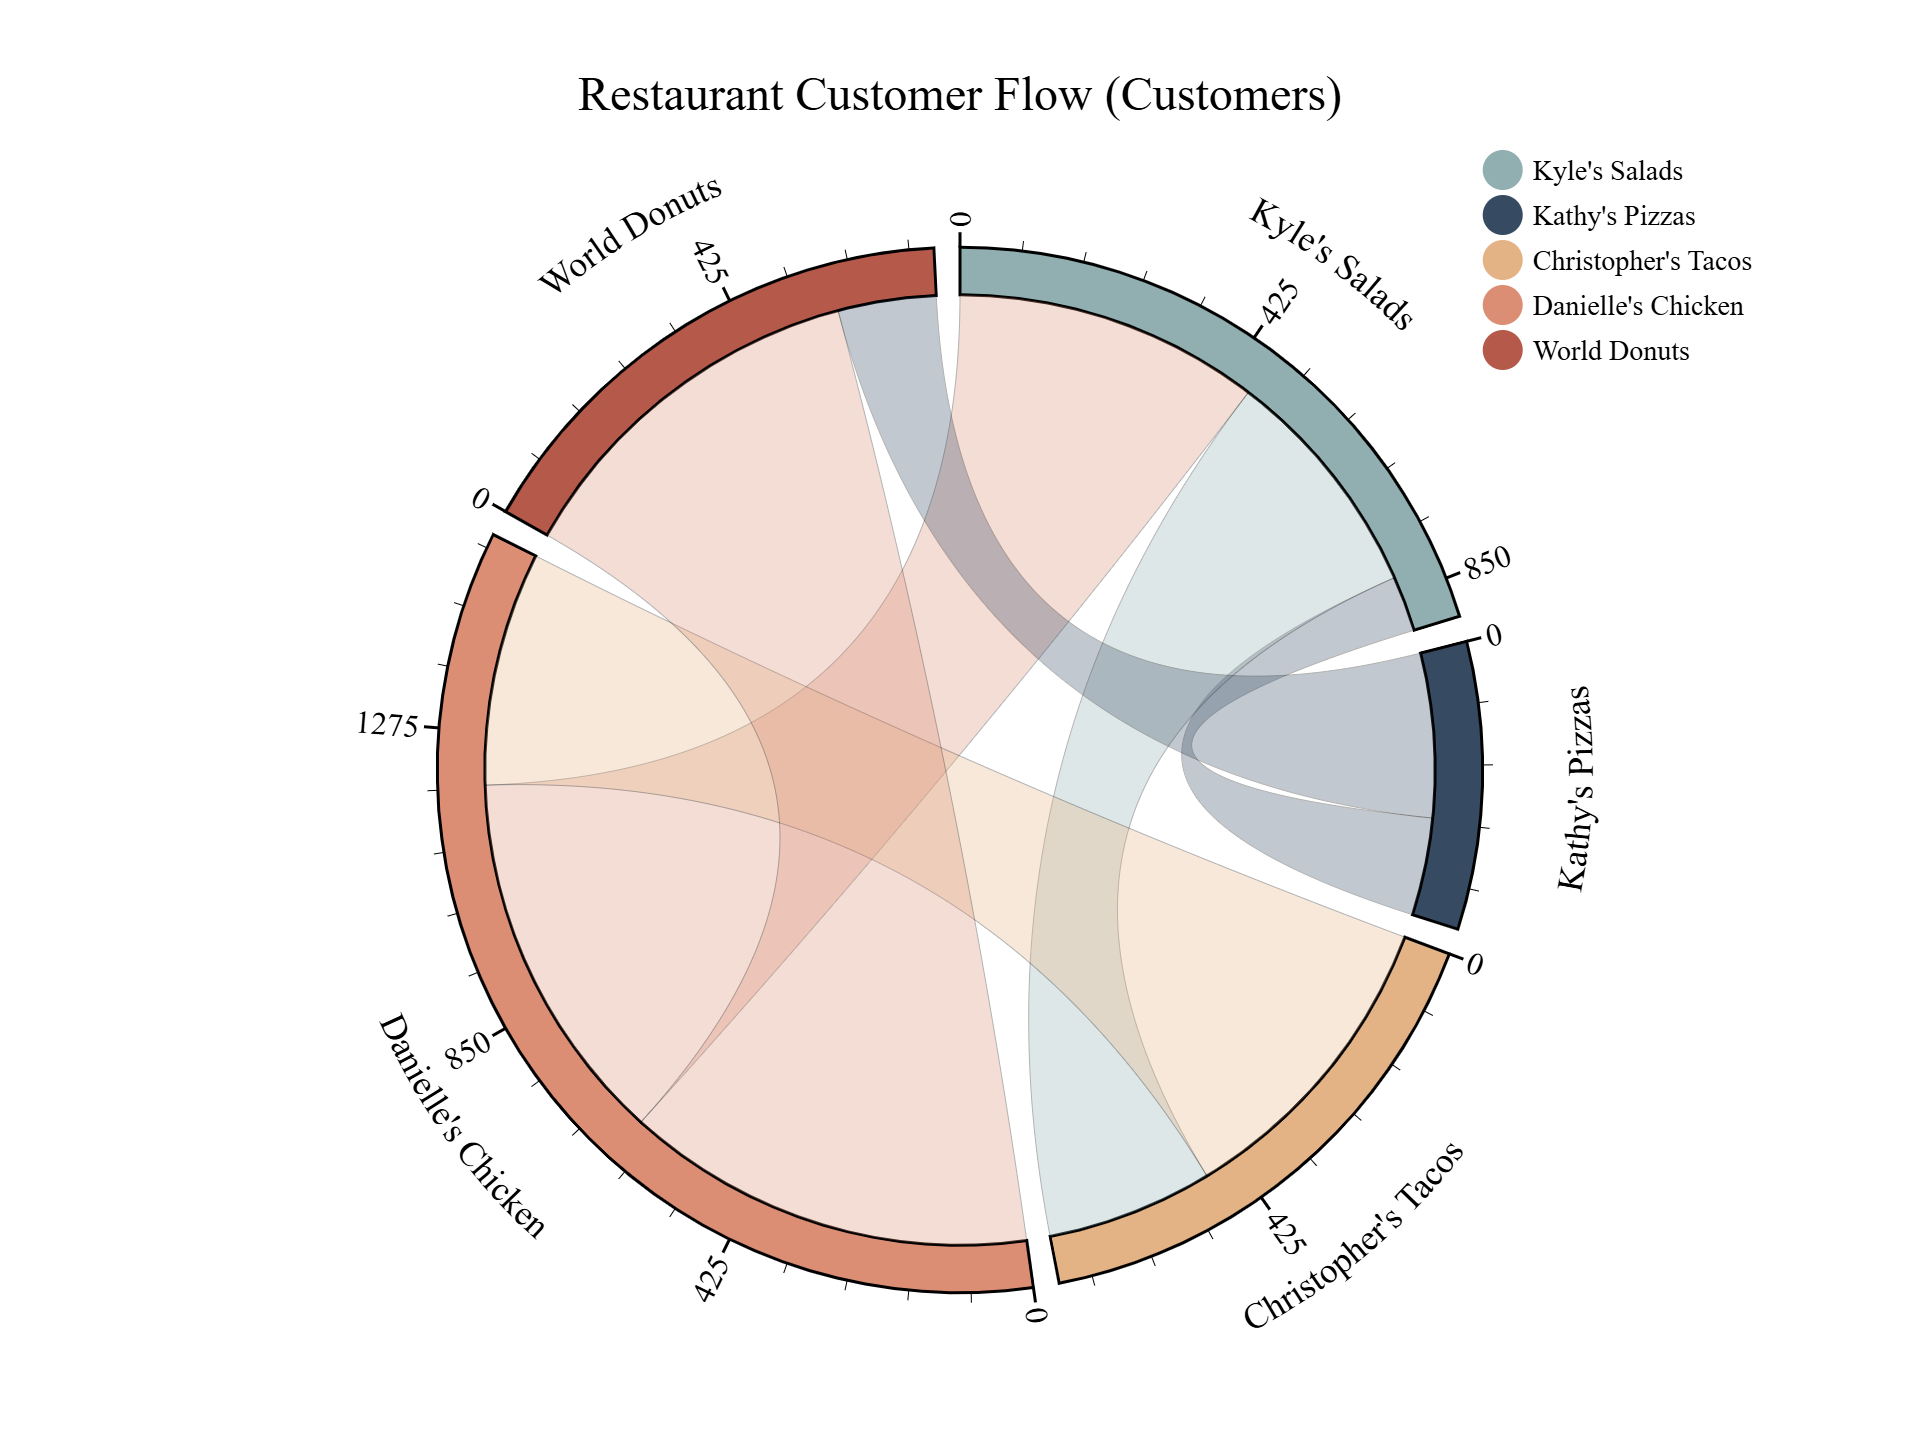 Restaurant Customer Flow (Customers)
Kyle's Salads
Kathy's Pizzas
Christopher's Tacos
Danielle's Chicken
World Donuts
0
425
850
Kyle's Salads
0
Kathy's Pizzas
0
425
Christopher's Tacos
0
425
850
1275
Danielle's Chicken
0
425
World Donuts